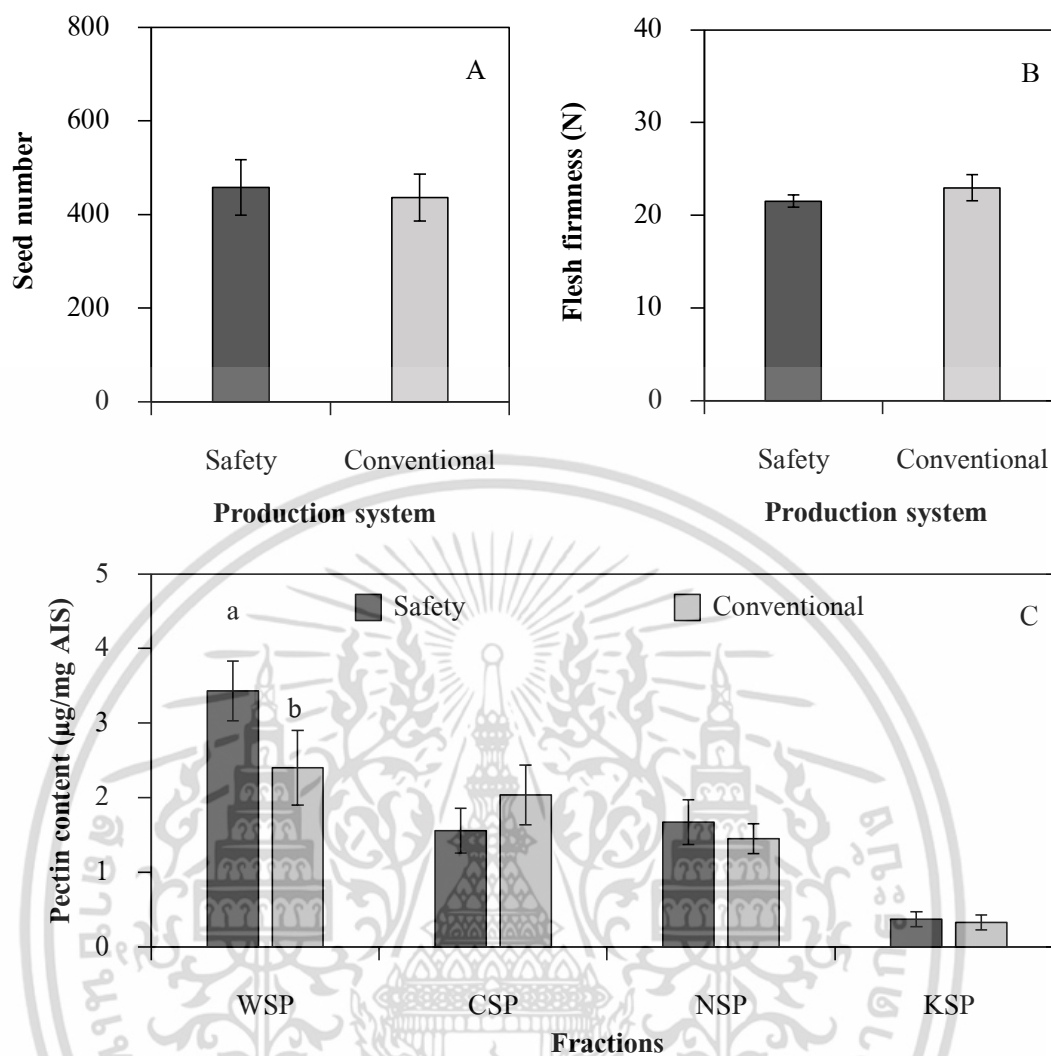 A
800
600
400
200
0
Seed number
Safety Conventional
Production system
B
40
30
20
10
0
Flesh firmness (N)
Safety Conventional
Production system
C
5
4
3
2
1
0
Pectin content (µg/mg AIS)
Safety Conventional
a
b
WSP CSP NSP KSP
Fractions